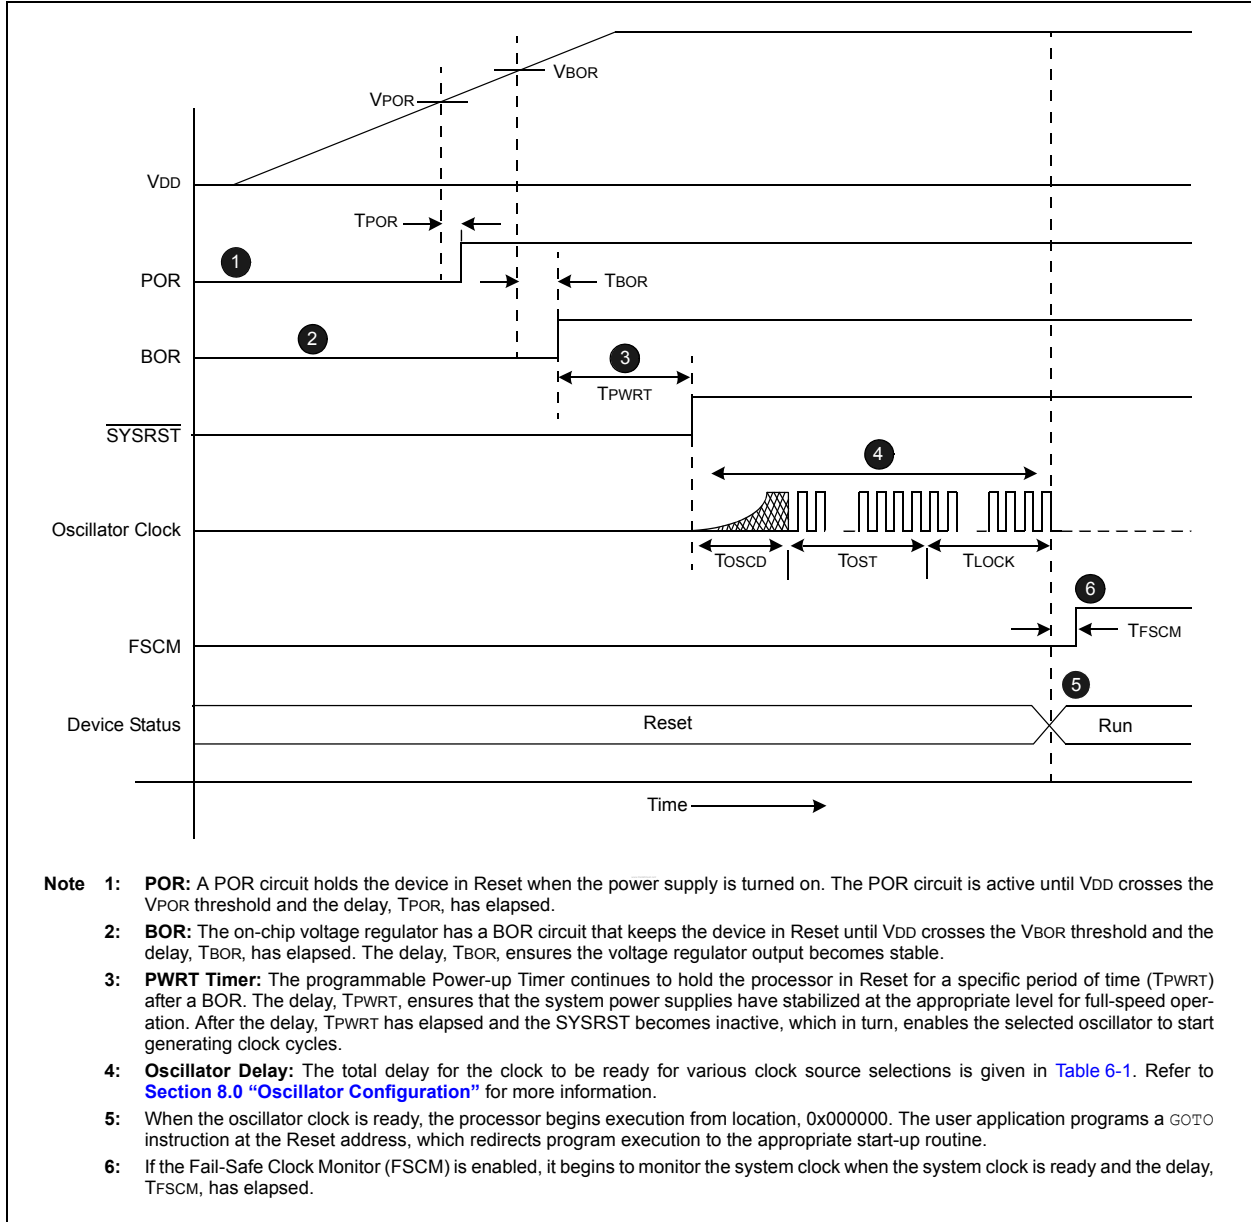 VBOR
VPOR
VDD
TPOR
1
POR
TBOR
2
BOR
3
TPWRT
SYSRST
4
Oscillator Clock
TOSCD
TOST
TLOCK
6
TFSCM
FSCM
5
Device Status
Reset
Run
Time
Note 1: POR: A POR circuit holds the device in Reset when the power supply is turned on. The POR circuit is active until VDD crosses the
VPOR threshold and the delay, TPOR, has elapsed.
2: BOR: The on-chip voltage regulator has a BOR circuit that keeps the device in Reset until VDD crosses the VBOR threshold and the
delay, TBOR, has elapsed. The delay, TBOR, ensures the voltage regulator output becomes stable.
3: PWRT Timer: The programmable Power-up Timer continues to hold the processor in Reset for a specific period of time (TPWRT)
after a BOR. The delay, TPWRT, ensures that the system power supplies have stabilized at the appropriate level for full-speed oper-
ation. After the delay, TPWRT has elapsed and the SYSRST becomes inactive, which in turn, enables the selected oscillator to start
generating clock cycles.
4: Oscillator Delay: The total delay for the clock to be ready for various clock source selections is given in Table 6-1. Refer to
Section 8.0 “Oscillator Configuration” for more information.
5: When the oscillator clock is ready, the processor begins execution from location, 0x000000. The user application programs a GOTO
instruction at the Reset address, which redirects program execution to the appropriate start-up routine.
6: If the Fail-Safe Clock Monitor (FSCM) is enabled, it begins to monitor the system clock when the system clock is ready and the delay,
TFSCM, has elapsed.